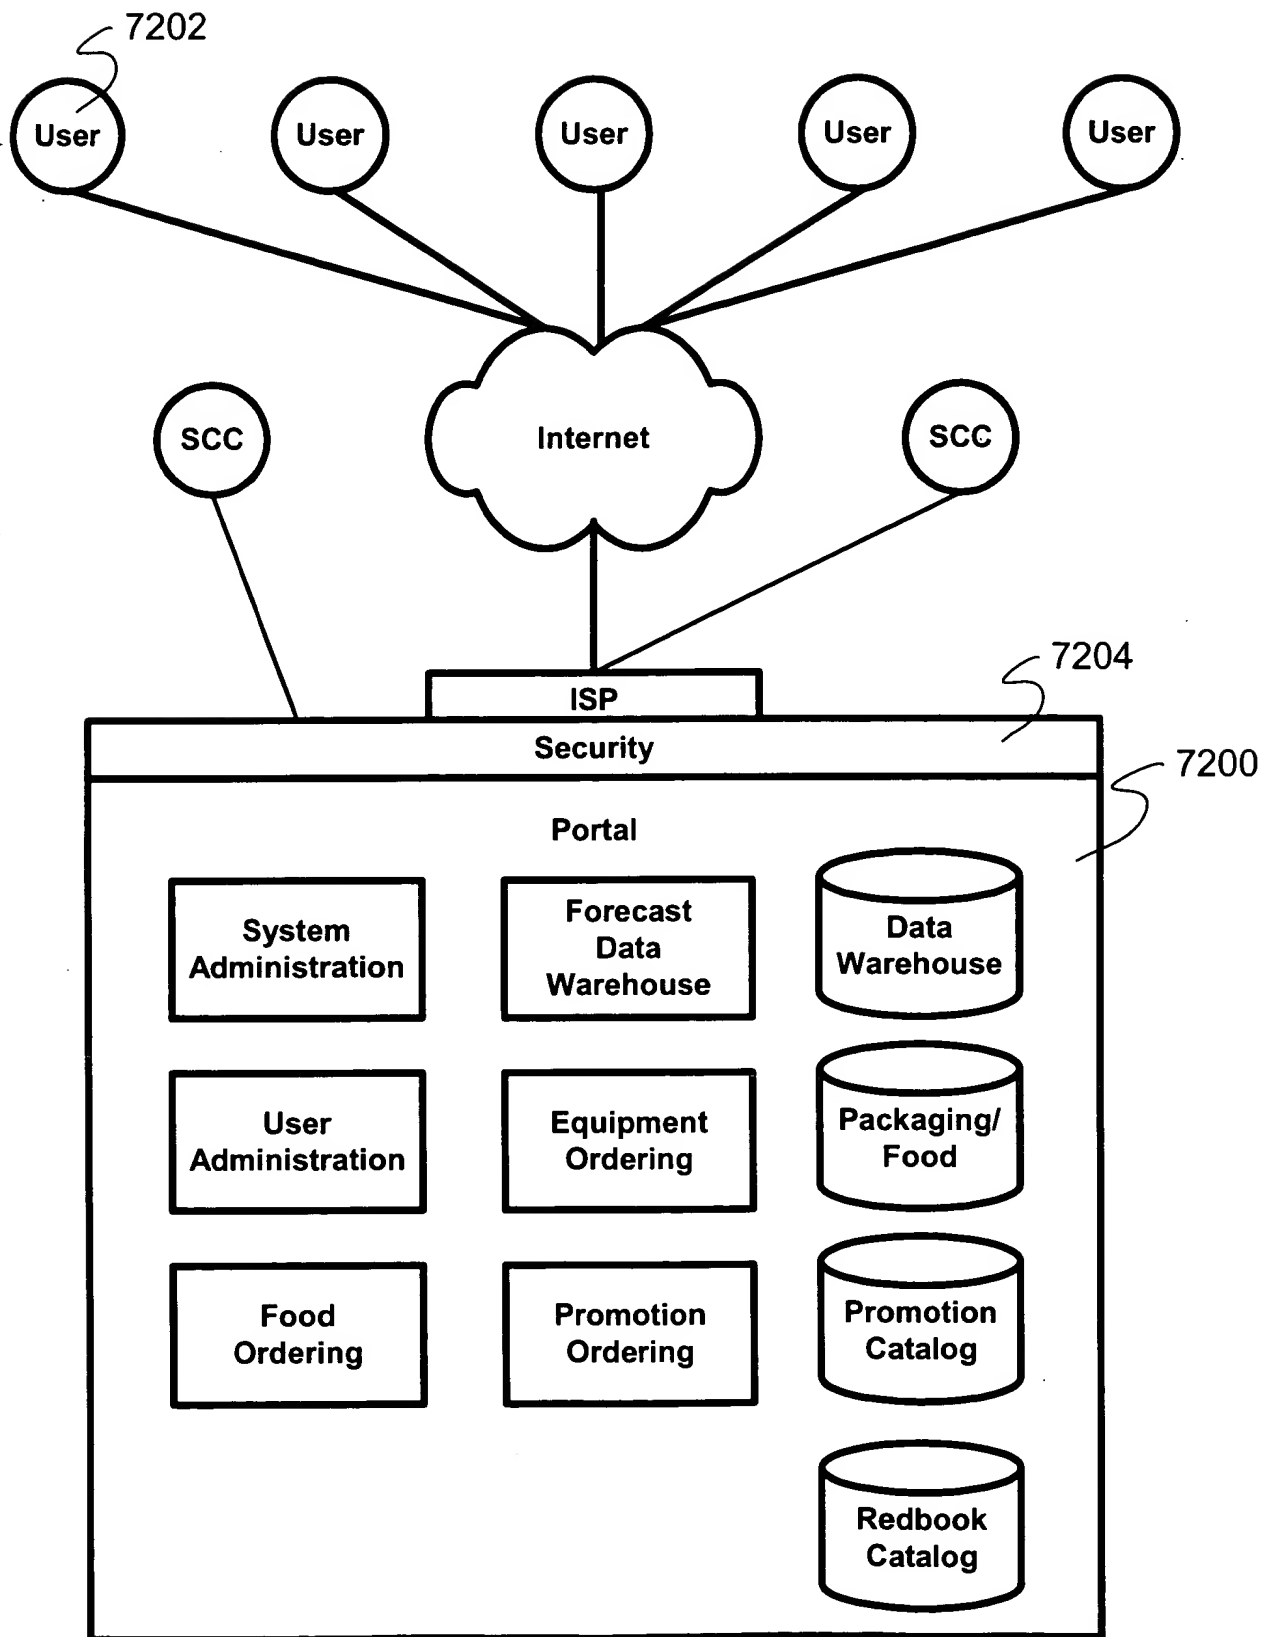 7202
User
User
User
User
User
SCC
Internet
SCC
7204
ISP
Security
7200
Portal
System
Administration
Forecast
Data
Warehouse
Data
Warehouse
User
Administration
Equipment
Ordering
Packaging/
Food
Food
Ordering
Promotion
Ordering
Promotion
Catalog
Redbook
Catalog